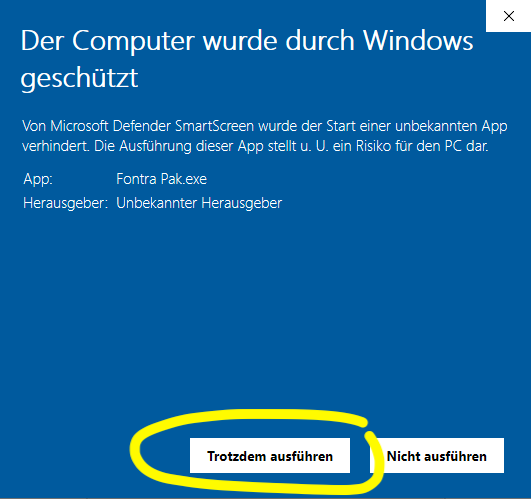 Der Computer wurde durch Windows
geschützt
Von Microsoft Defender SmartScreen wurde der Start einer unbekannten App
verhindert. Die Ausführung dieser App stellt u. U. ein Risiko für den PC dar.
App: Fontra Pak.exe
Herausgeber: Unbekannter Herausgeber
Trotzdem ausführen Nicht ausführen